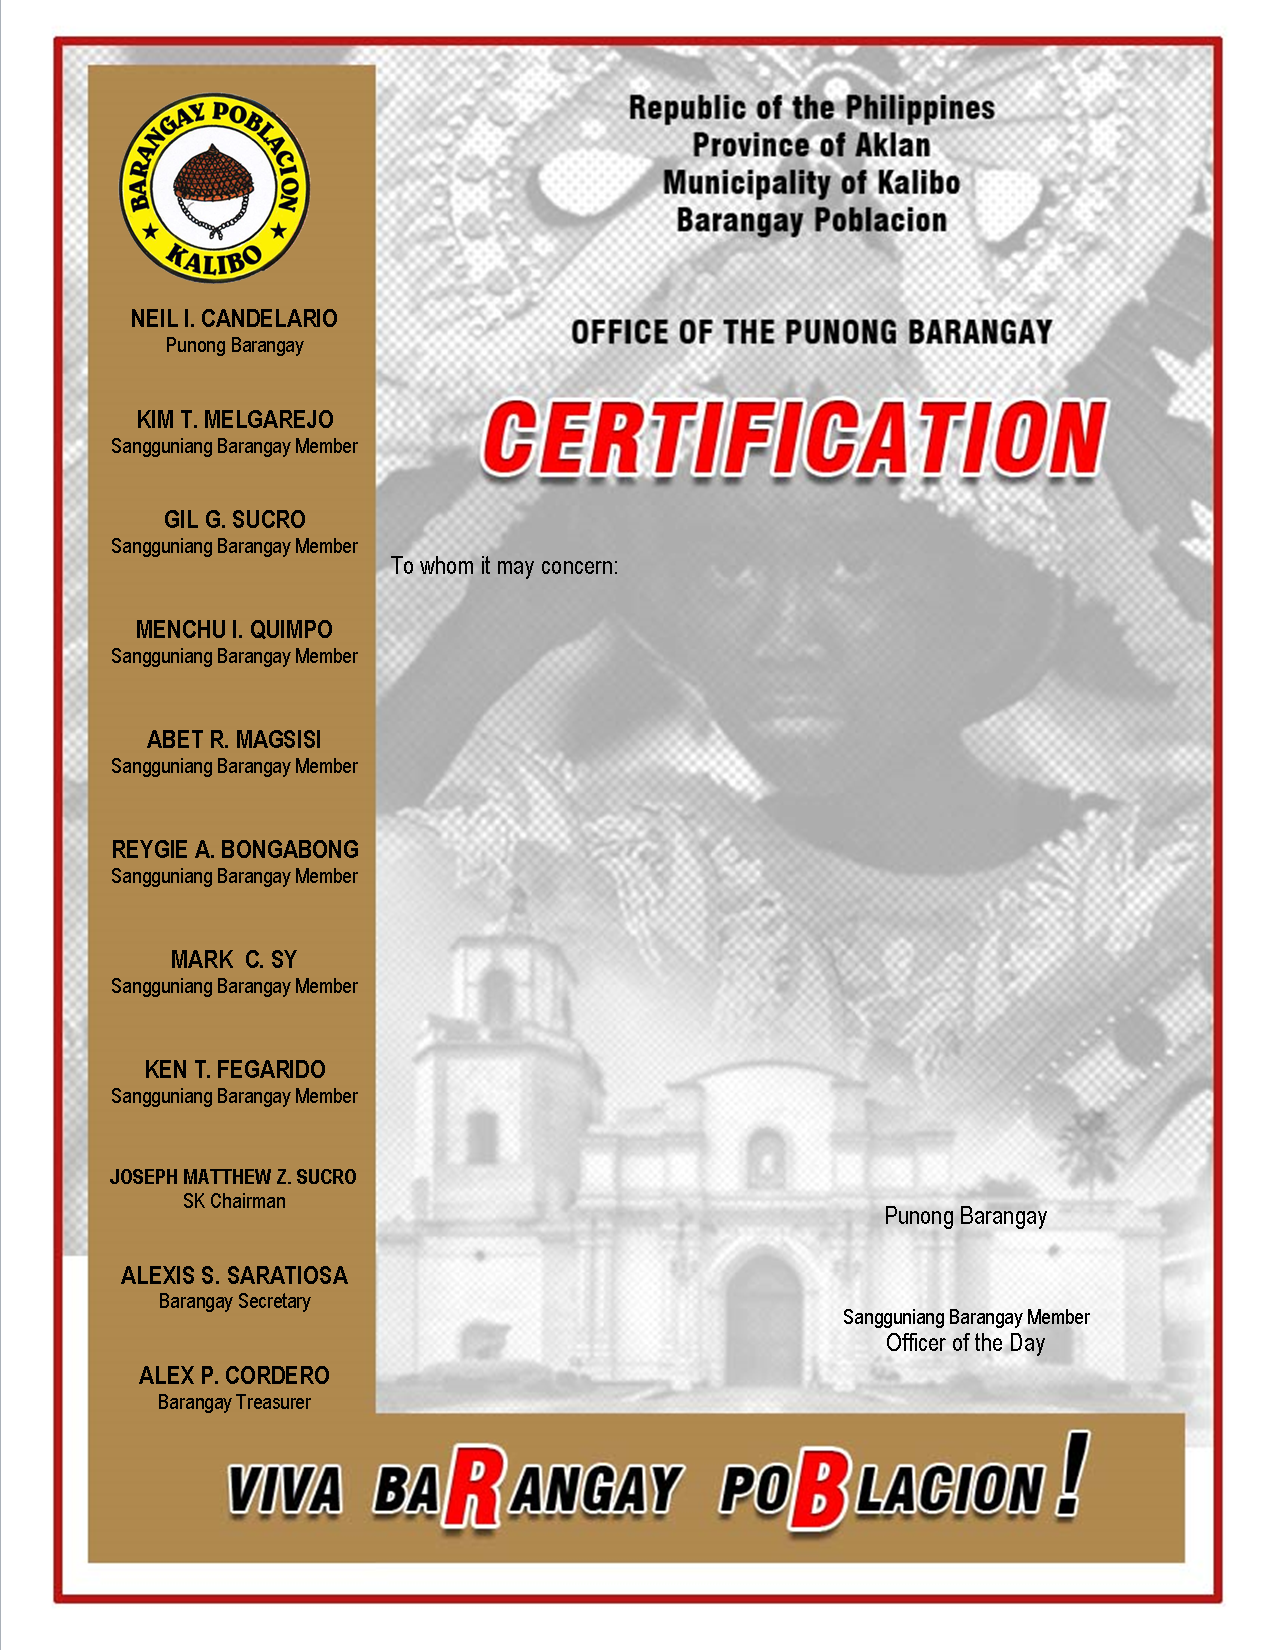 BARANGAY POBLACION
★ KALIBO ★
NEIL I. CANDELARIO
Punong Barangay
KIM T. MELGAREJO
Sangguniang Barangay Member
GIL G. SUCRO
Sangguniang Barangay Member
MENCHU I. QUIMPO
Sangguniang Barangay Member
ABET R. MAGSISI
Sangguniang Barangay Member
REYGIE A. BONGABONG
Sangguniang Barangay Member
MARK  C. SY
Sangguniang Barangay Member
KEN T. FEGARIDO
Sangguniang Barangay Member
JOSEPH MATTHEW Z. SUCRO
SK Chairman
ALEXIS S. SARATIOSA
Barangay Secretary
ALEX P. CORDERO
Barangay Treasurer
Republic of the Philippines
Province of Aklan
Municipality of Kalibo
Barangay Poblacion
OFFICE OF THE PUNONG BARANGAY
CERTIFICATION
To whom it may concern:
Punong Barangay
Sangguniang Barangay Member
Officer of the Day
VIVA BARANGAY POBLACION!